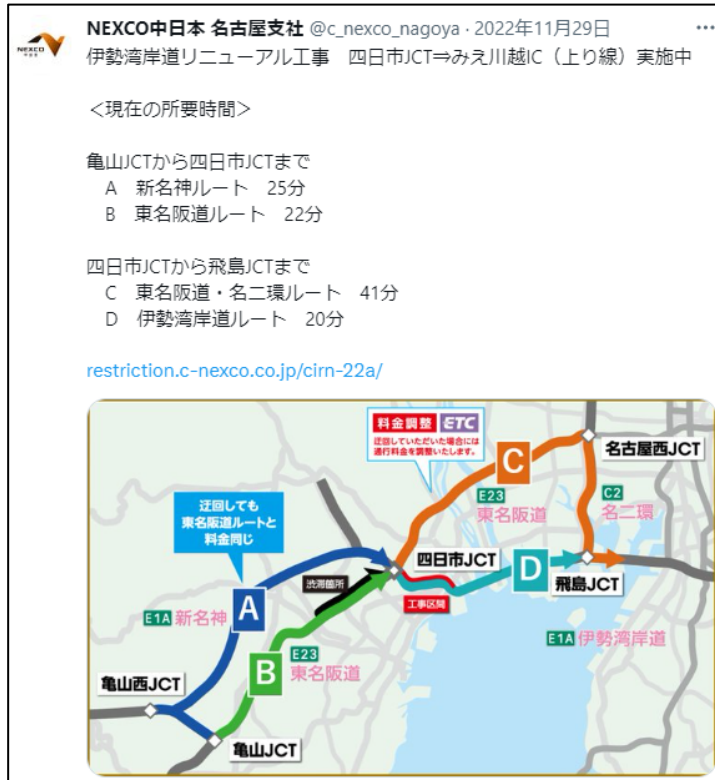 NEXCO中日本 名古屋支社 @c_nexco_nagoya · 2022年11月29日 ···
NEXCO
中日本
伊勢湾岸道リニューアル工事　四日市JCT⇒みえ川越IC（上り線）実施中
＜現在の所要時間＞
亀山JCTから四日市JCTまで
A　新名神ルート　25分
B　東名阪道ルート　22分
四日市JCTから飛島JCTまで
C　東名阪道・名二環ルート　41分
D　伊勢湾岸道ルート　20分
restriction.c-nexco.co.jp/cirn-22a/
料金調整 ETC
迂回していただいた場合には
通行料金を調整いたします。
C
名古屋西JCT
E23
東名阪道
C2
名二環
迂回しても
東名阪道ルートと
料金同じ
四日市JCT
D
飛島JCT
渋滞箇所
工事区間
A
E1A 新名神
E1A 伊勢湾岸道
B
E23
東名阪道
亀山西JCT
亀山JCT